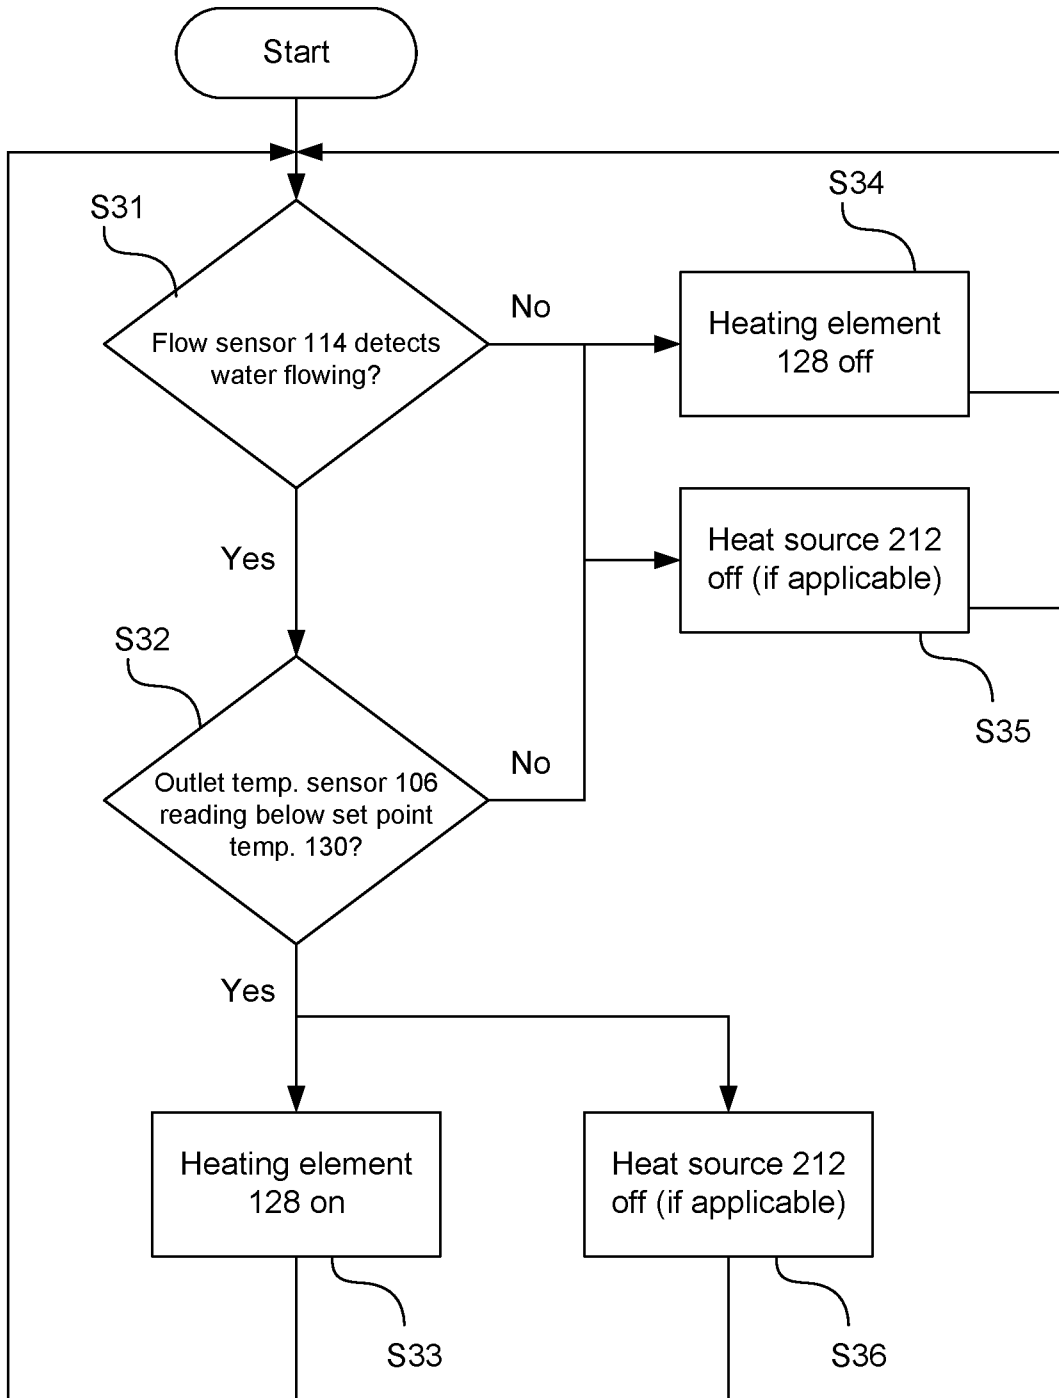 Start
S31
S34
No
Flow sensor 114 detects
water flowing?
Heating element
128 off
Yes
Heat source 212
off (if applicable)
S32
S35
No
Outlet temp. sensor 106
reading below set point
temp. 130?
Yes
Heating element
128 on
Heat source 212
off (if applicable)
S33
S36